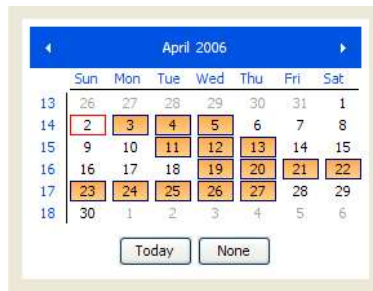 April 2006
Sun Mon Tue Wed Thu Fri Sat
13 26 27 28 29 30 31 1
14 2 3 4 5 6 7 8
15 9 10 11 12 13 14 15
16 16 17 18 19 20 21 22
17 23 24 25 26 27 28 29
18 30 1 2 3 4 5 6
Today None